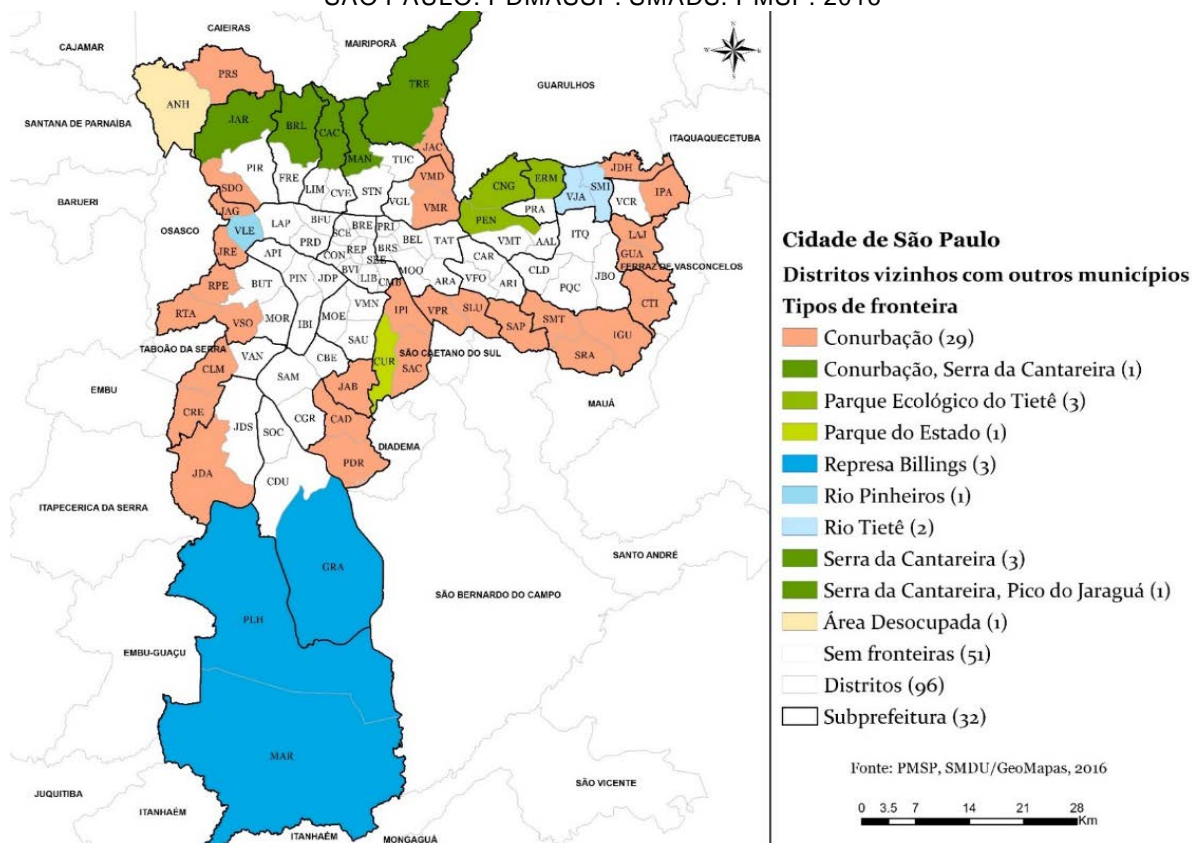 SÃO PAULO. PDMASSP. SMADS. PMSP. 2016
CAJAMAR
CAIEIRAS
MAIRIPORÃ
GUARULHOS
SANTANA DE PARNAÍBA
ITAQUAQUECETUBA
BARUERI
OSASCO
FERRAZ DE VASCONCELOS
TABOÃO DA SERRA
SÃO CAETANO DO SUL
EMBU
MAUÁ
DIADEMA
ITAPECERICA DA SERRA
SANTO ANDRÉ
SÃO BERNARDO DO CAMPO
EMBU-GUAÇU
JUQUITIBA
ITANHAÉM
ITANHAÉM
MONGAGUÁ
SÃO VICENTE
N
PRS
ANH
TRE
JAR
BRL
CAC
MAN
JAC
TUC
PIR
FRE
LIM
CVE
STN
VMD
VGL
VMR
CNG
ERM
PEN
PRA
VJA
SMI
JDH
VCR
IPA
SDO
JAG
VLE
LAP
BFU
BRE
PRI
SCE
PRD
CON
REP
BRS
SEE
BEL
TAT
VMT
AAL
ITQ
LAJ
GUA
JRE
API
BVI
LIB
CMB
MOO
CAR
CLD
JBO
RPE
BUT
PIN
JDP
ARA
VFO
ARI
PQC
CTI
RTA
VSO
MOR
IBI
MOE
VMN
IPI
VPR
SLU
SAP
SMT
IGU
SRA
VAN
SAU
CUR
SAC
CLM
CBE
SAM
JAB
CRE
JDS
SOC
CGR
CAD
JDA
PDR
CDU
GRA
PLH
MAR
Cidade de São Paulo
Distritos vizinhos com outros municípios
Tipos de fronteira
Conurbação (29)
Conurbação, Serra da Cantareira (1)
Parque Ecológico do Tietê (3)
Parque do Estado (1)
Represa Billings (3)
Rio Pinheiros (1)
Rio Tietê (2)
Serra da Cantareira (3)
Serra da Cantareira, Pico do Jaraguá (1)
Área Desocupada (1)
Sem fronteiras (51)
Distritos (96)
Subprefeitura (32)
Fonte: PMSP, SMDU/GeoMapas, 2016
0 3.5 7 14 21 28
Km